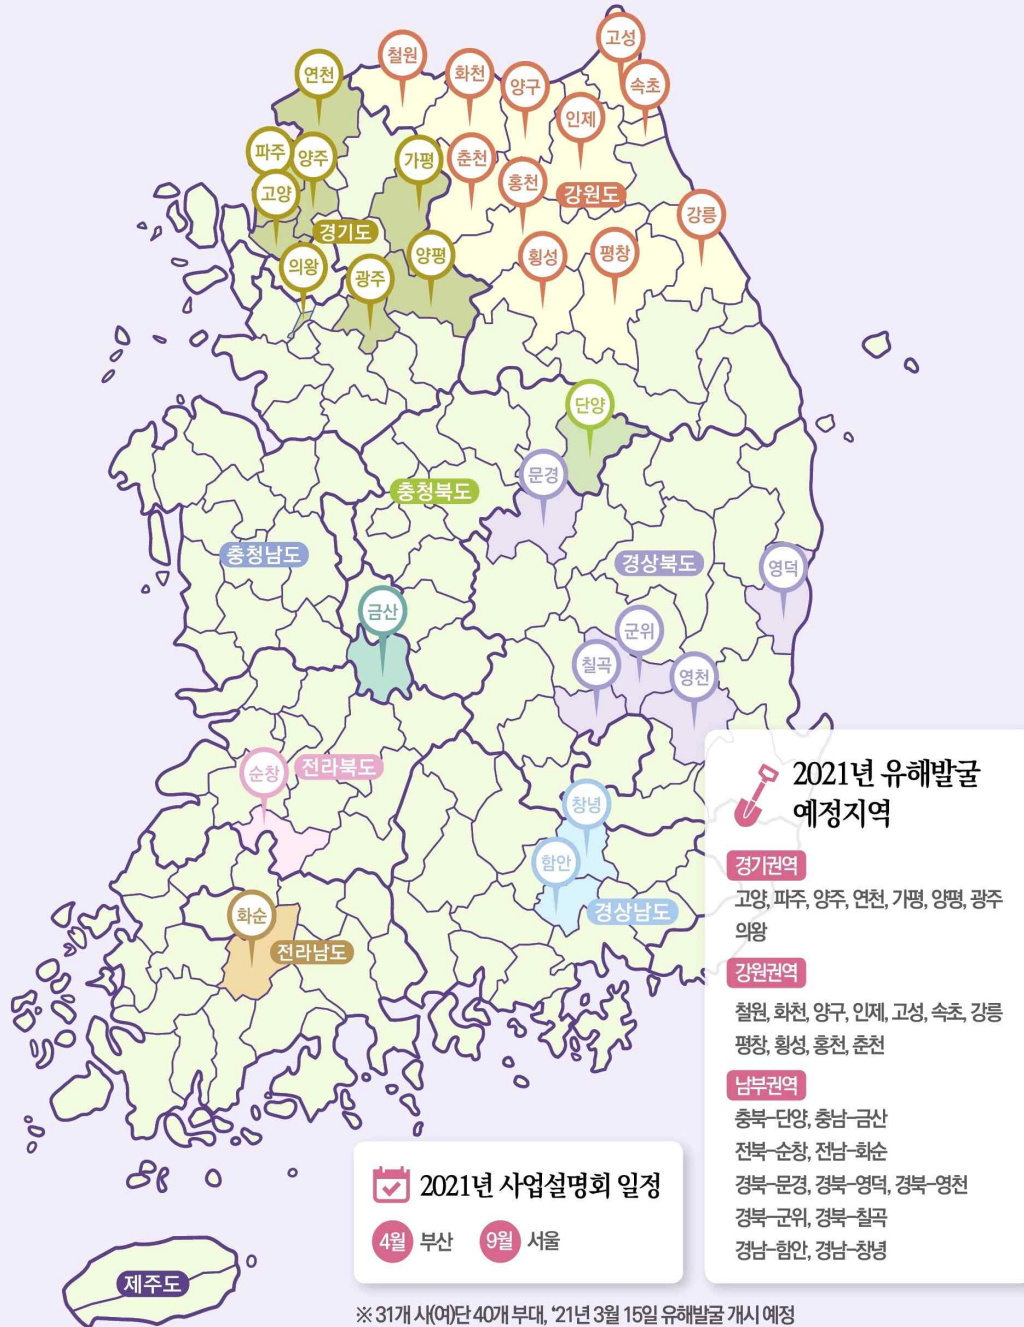 고성
철원
연천
화천
양구
속초
인제
파주
양주
가평
춘천
홍천
고양
강원도
강릉
경기도
의왕
광주
양평
횡성
평창
단양
문경
충청북도
충청남도
경상북도
영덕
금산
군위
칠곡
영천
순창
전라북도
창녕
함안
경상남도
화순
전라남도
제주도
2021년 유해발굴
예정지역
경기권역
고양, 파주, 양주, 연천, 가평, 양평, 광주
의왕
강원권역
철원, 화천, 양구, 인제, 고성, 속초, 강릉
평창, 횡성, 홍천, 춘천
남부권역
충북-단양, 충남-금산
전북-순창, 전남-화순
경북-문경, 경북-영덕, 경북-영천
경북-군위, 경북-칠곡
경남-함안, 경남-창녕
2021년 사업설명회 일정
4월 부산 9월 서울
※ 31개 사(여)단 40개 부대, ‘21년 3월 15일 유해발굴 개시 예정